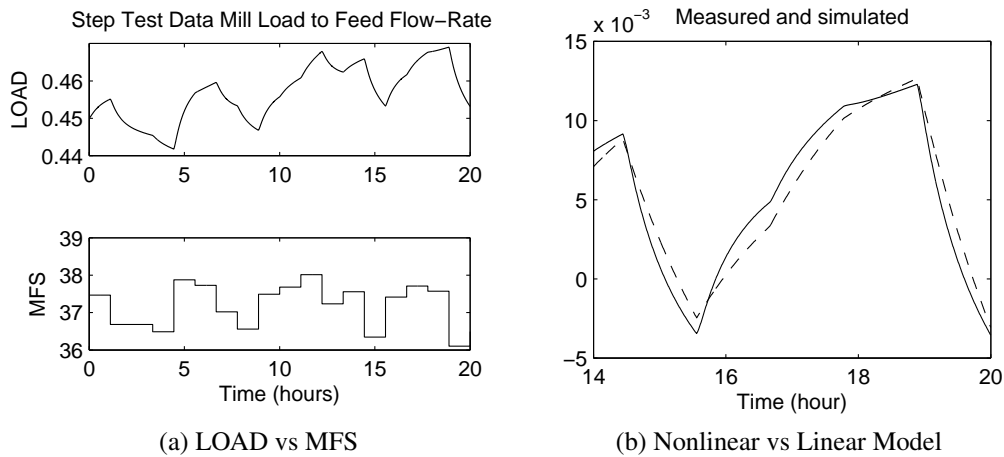 Step Test Data Mill Load to Feed Flow−Rate
LOAD
0.46
0.45
0.44
0 5 10 15 20
MFS
39
38
37
36
0 5 10 15 20
Time (hours)
(a) LOAD vs MFS
x 10⁻³ Measured and simulated
15
10
5
0
−5
14 16 18 20
Time (hour)
(b) Nonlinear vs Linear Model